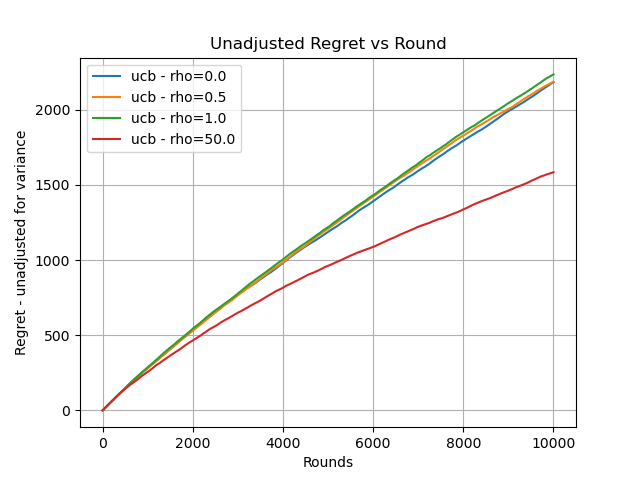 Unadjusted Regret vs Round
Regret - unadjusted for variance
2000
1500
1000
500
0
ucb - rho=0.0
ucb - rho=0.5
ucb - rho=1.0
ucb - rho=50.0
0 2000 4000 6000 8000 10000
Rounds